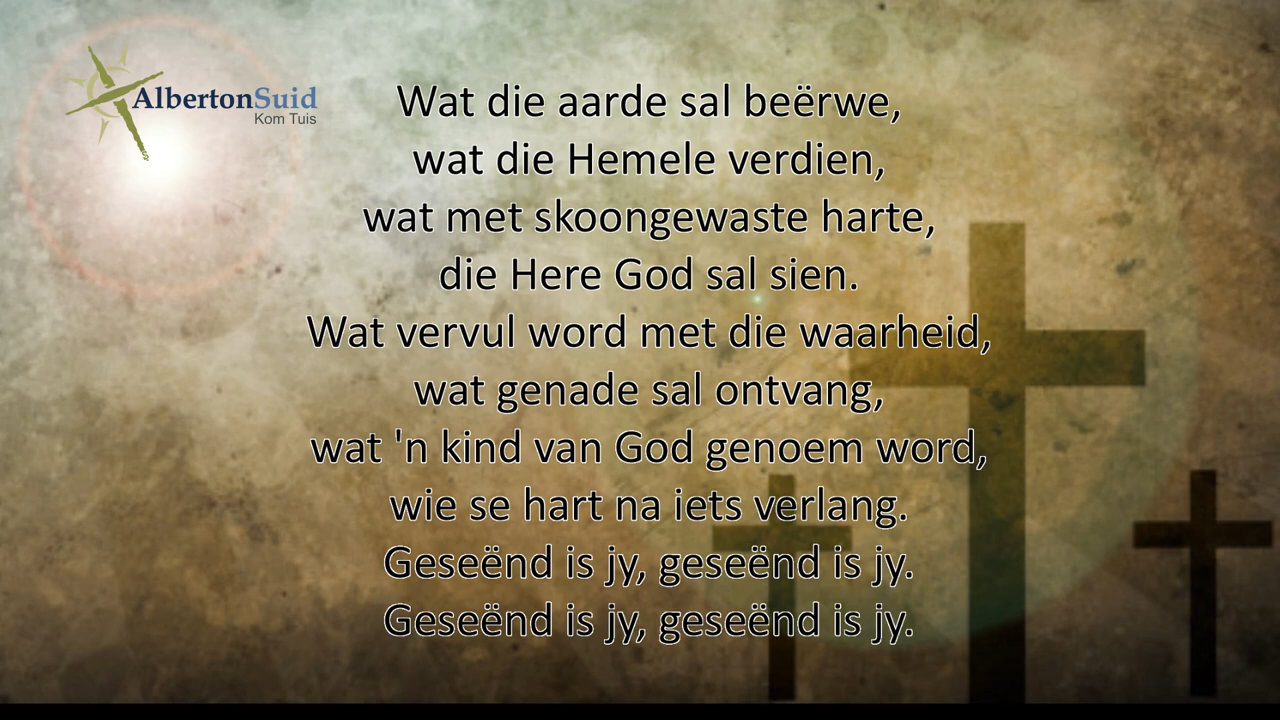 AlbertonSuid
Kom Tuis
Wat die aarde sal beërwe,
wat die Hemele verdien,
wat met skoongewaste harte,
die Here God sal sien.
Wat vervul word met die waarheid,
wat genade sal ontvang,
wat 'n kind van God genoem word,
wie se hart na iets verlang.
Geseënd is jy, geseënd is jy.
Geseënd is jy, geseënd is jy.